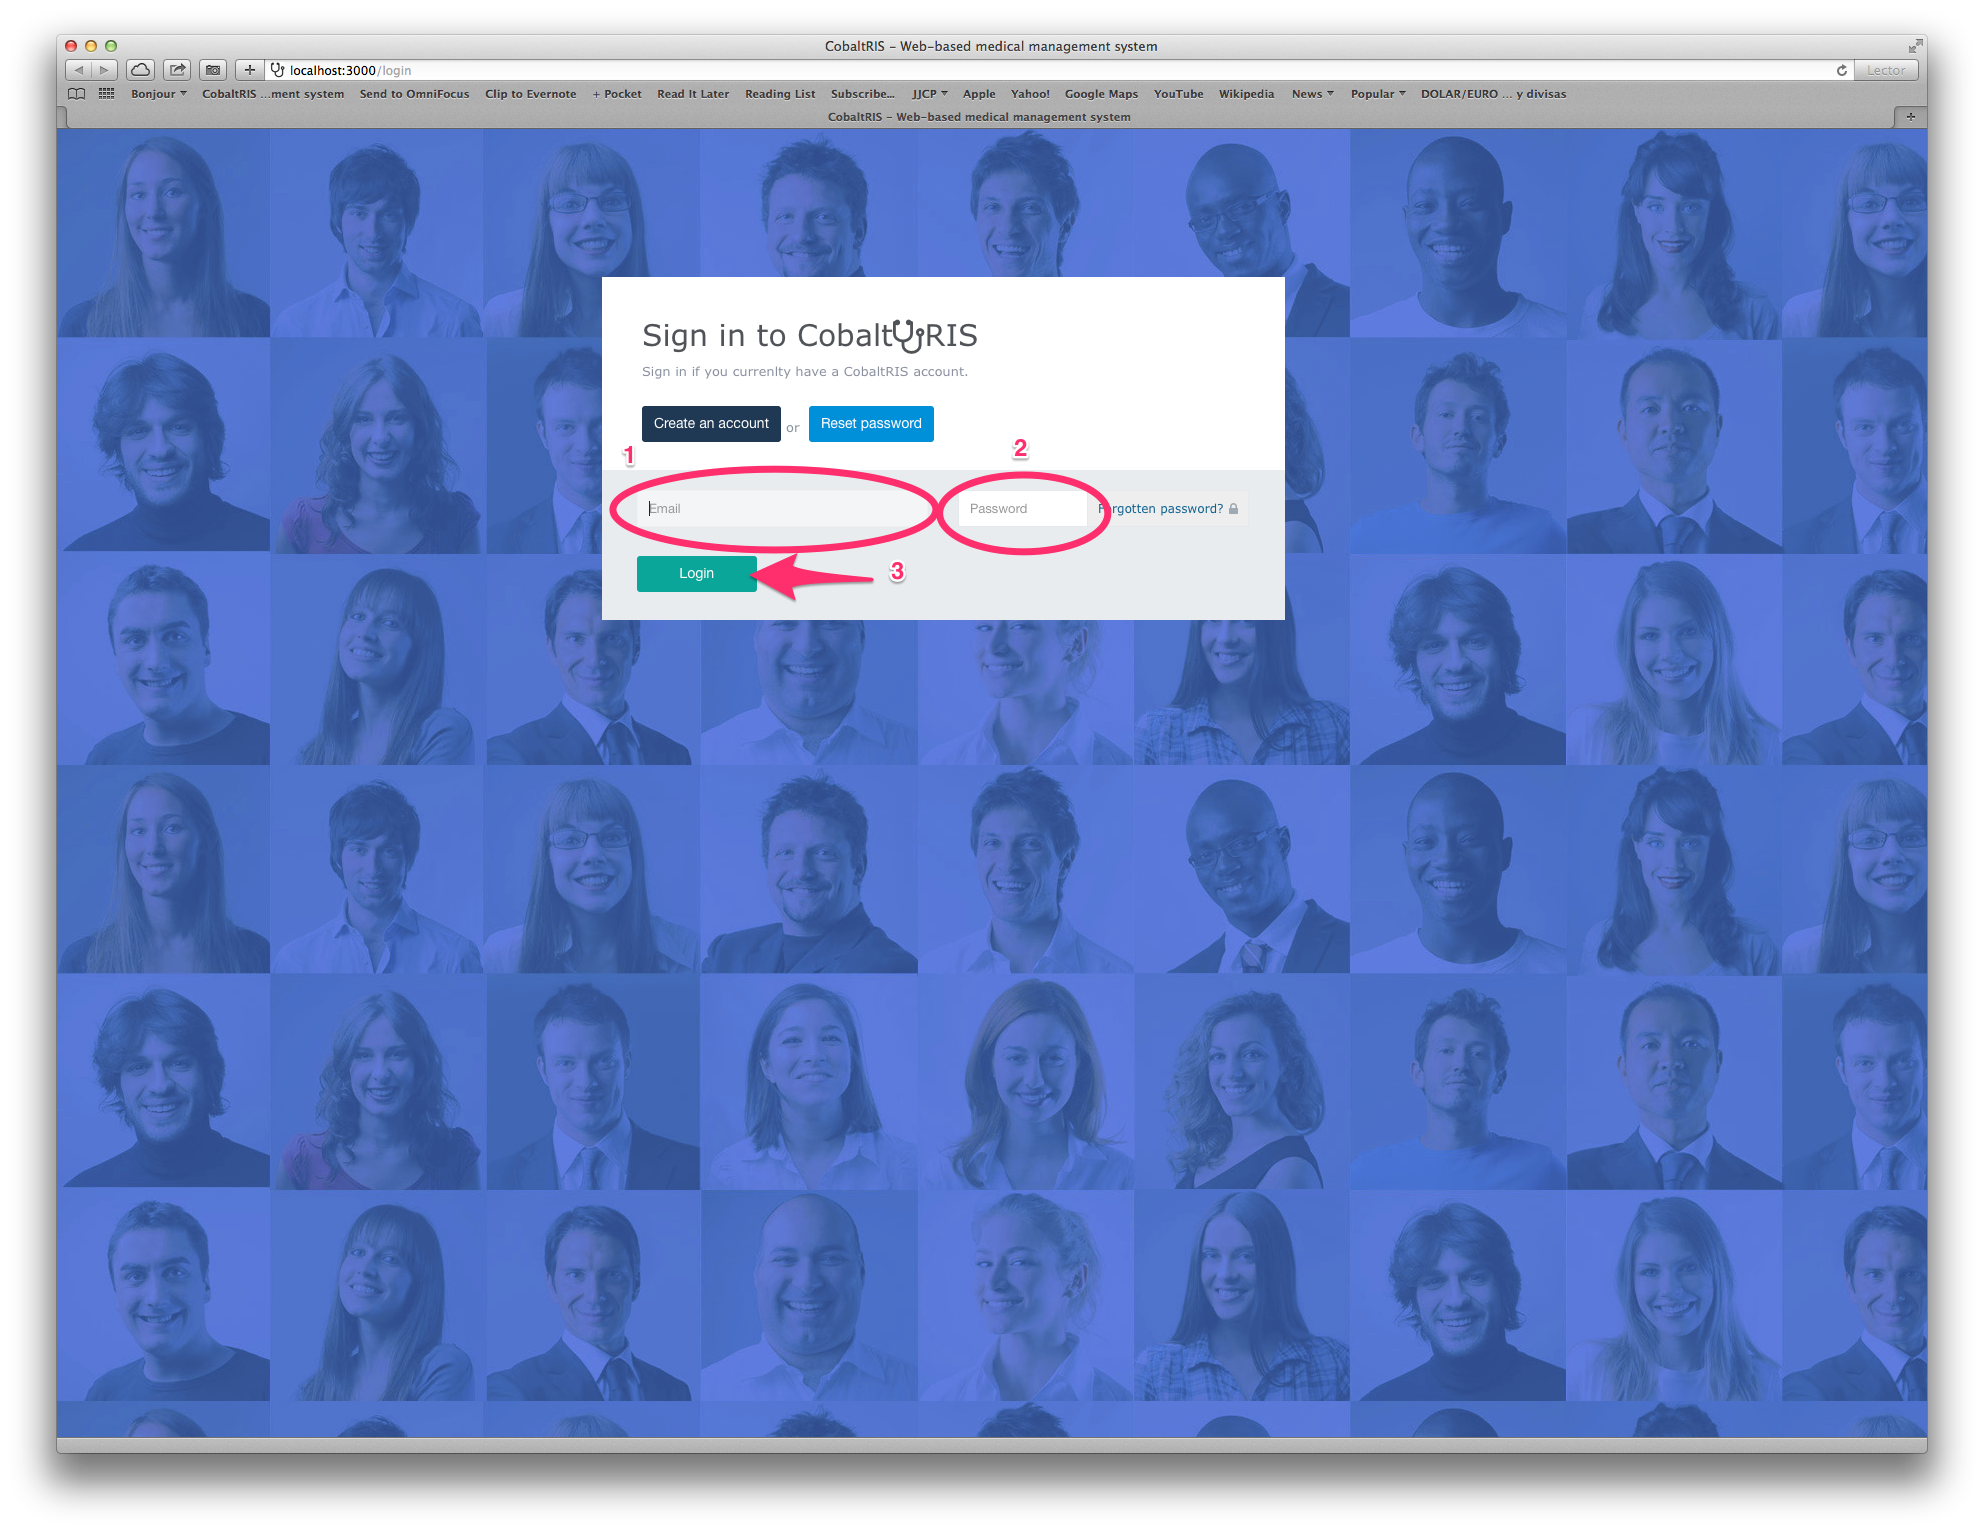 CobaltRIS – Web-based medical management system
localhost:3000/login
Lector
Bonjour CobaltRIS ...ment system Send to OmniFocus Clip to Evernote + Pocket Read It Later Reading List Subscribe... JJCP Apple Yahoo! Google Maps YouTube Wikipedia News Popular DOLAR/EURO ... y divisas
CobaltRIS – Web-based medical management system
Sign in to CobaltRIS
Sign in if you currenlty have a CobaltRIS account.
Create an account or Reset password
1
2
Email
Password
Forgotten password?
Login
3